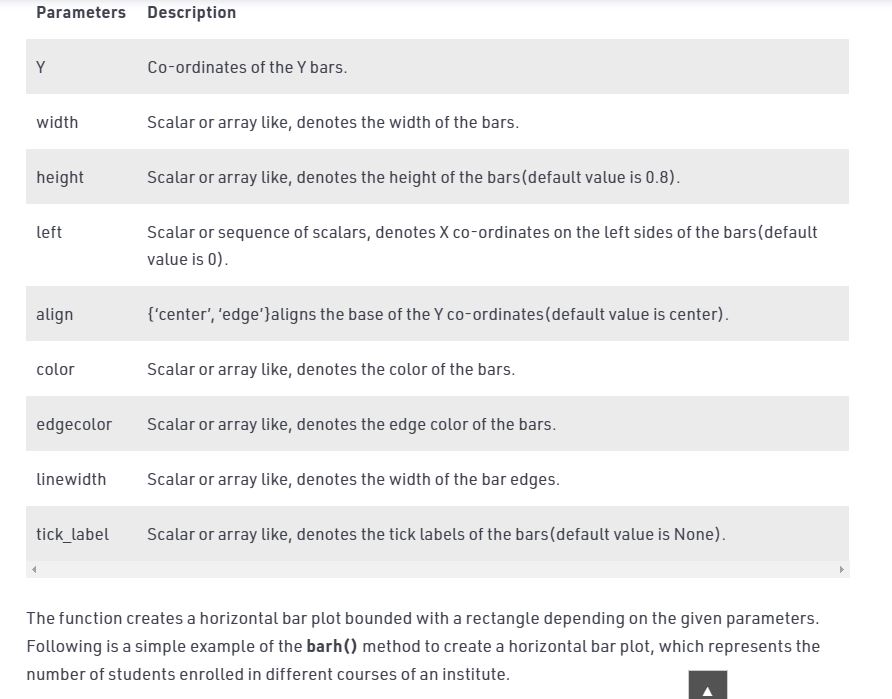 Parameters Description
Y Co-ordinates of the Y bars.
width Scalar or array like, denotes the width of the bars.
height Scalar or array like, denotes the height of the bars(default value is 0.8).
left Scalar or sequence of scalars, denotes X co-ordinates on the left sides of the bars(default
value is 0).
align {‘center’, ‘edge’}aligns the base of the Y co-ordinates(default value is center).
color Scalar or array like, denotes the color of the bars.
edgecolor Scalar or array like, denotes the edge color of the bars.
linewidth Scalar or array like, denotes the width of the bar edges.
tick_label Scalar or array like, denotes the tick labels of the bars(default value is None).
The function creates a horizontal bar plot bounded with a rectangle depending on the given parameters.
Following is a simple example of the barh() method to create a horizontal bar plot, which represents the
number of students enrolled in different courses of an institute.